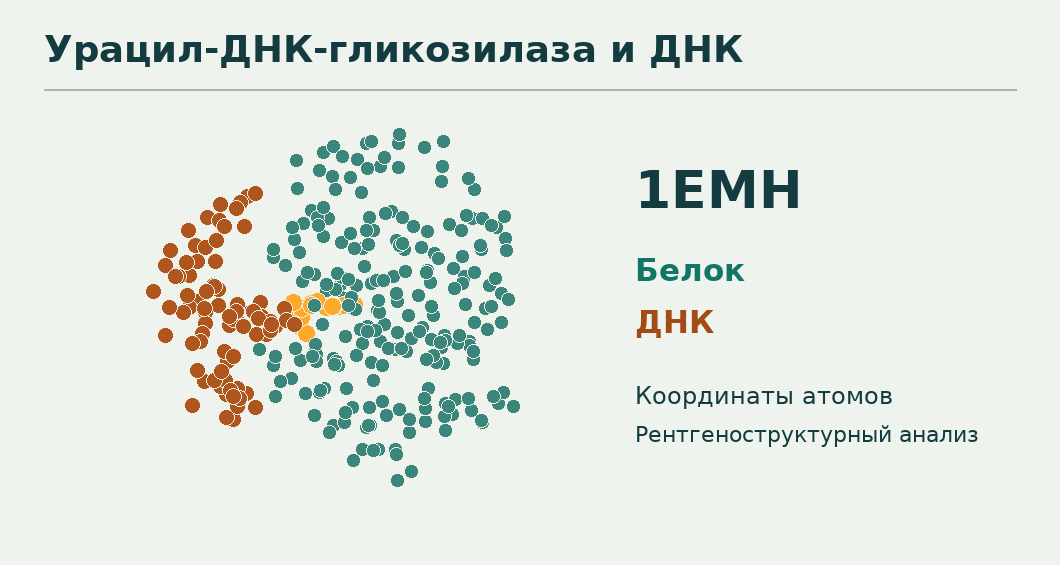 Урацил-ДНК-гликозилаза и ДНК
1EMH
Белок
ДНК
Координаты атомов
Рентгеноструктурный анализ